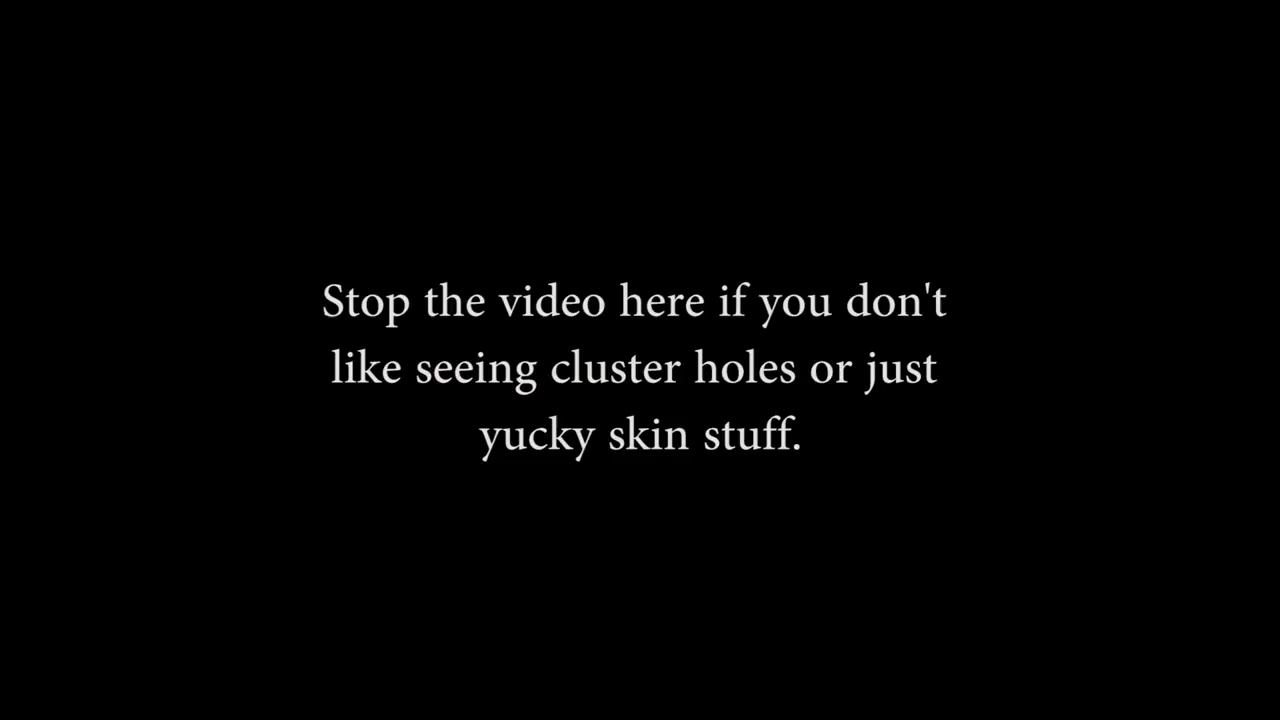 Stop the video here if you don't
like seeing cluster holes or just
yucky skin stuff.